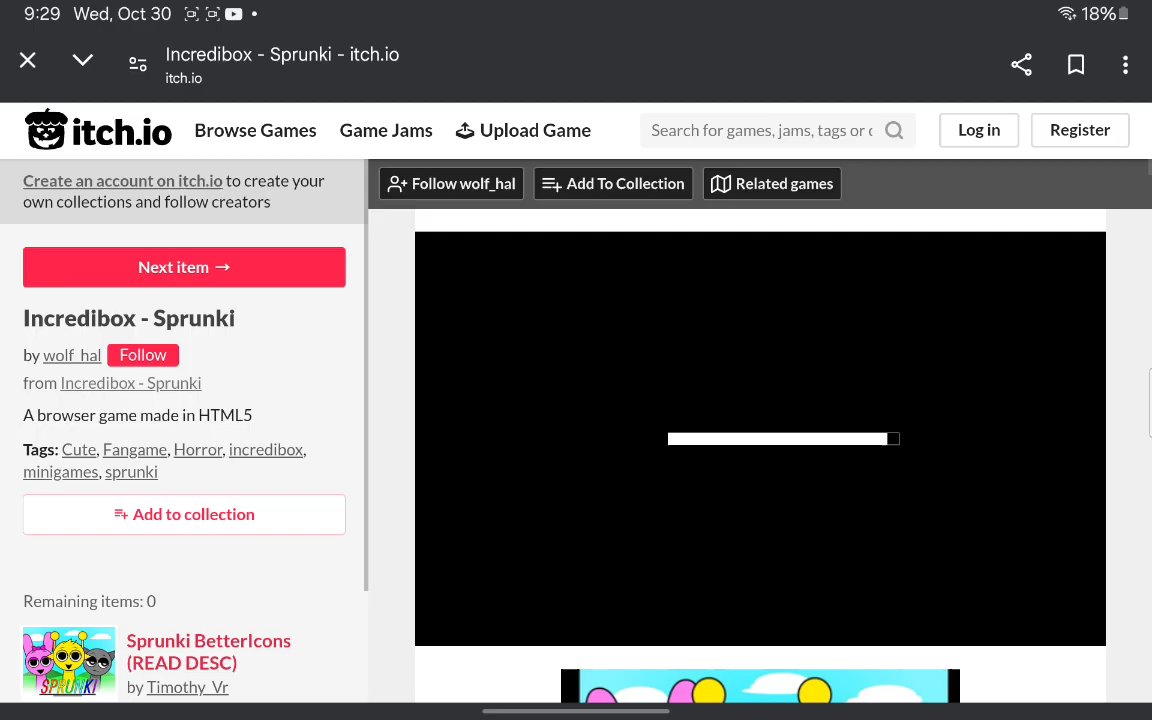 9:29 Wed, Oct 30
18%
Incredibox - Sprunki - itch.io
itch.io
itch.io
Browse Games
Game Jams
Upload Game
Search for games, jams, tags or c
Log in
Register
Create an account on itch.io to create your
own collections and follow creators
Follow wolf_hal
Add To Collection
Related games
Next item →
Incredibox - Sprunki
by wolf_hal Follow
from Incredibox - Sprunki
A browser game made in HTML5
Tags: Cute, Fangame, Horror, incredibox,
minigames, sprunki
Add to collection
Remaining items: 0
SPRUNKI
Sprunki BetterIcons
(READ DESC)
by Timothy_Vr